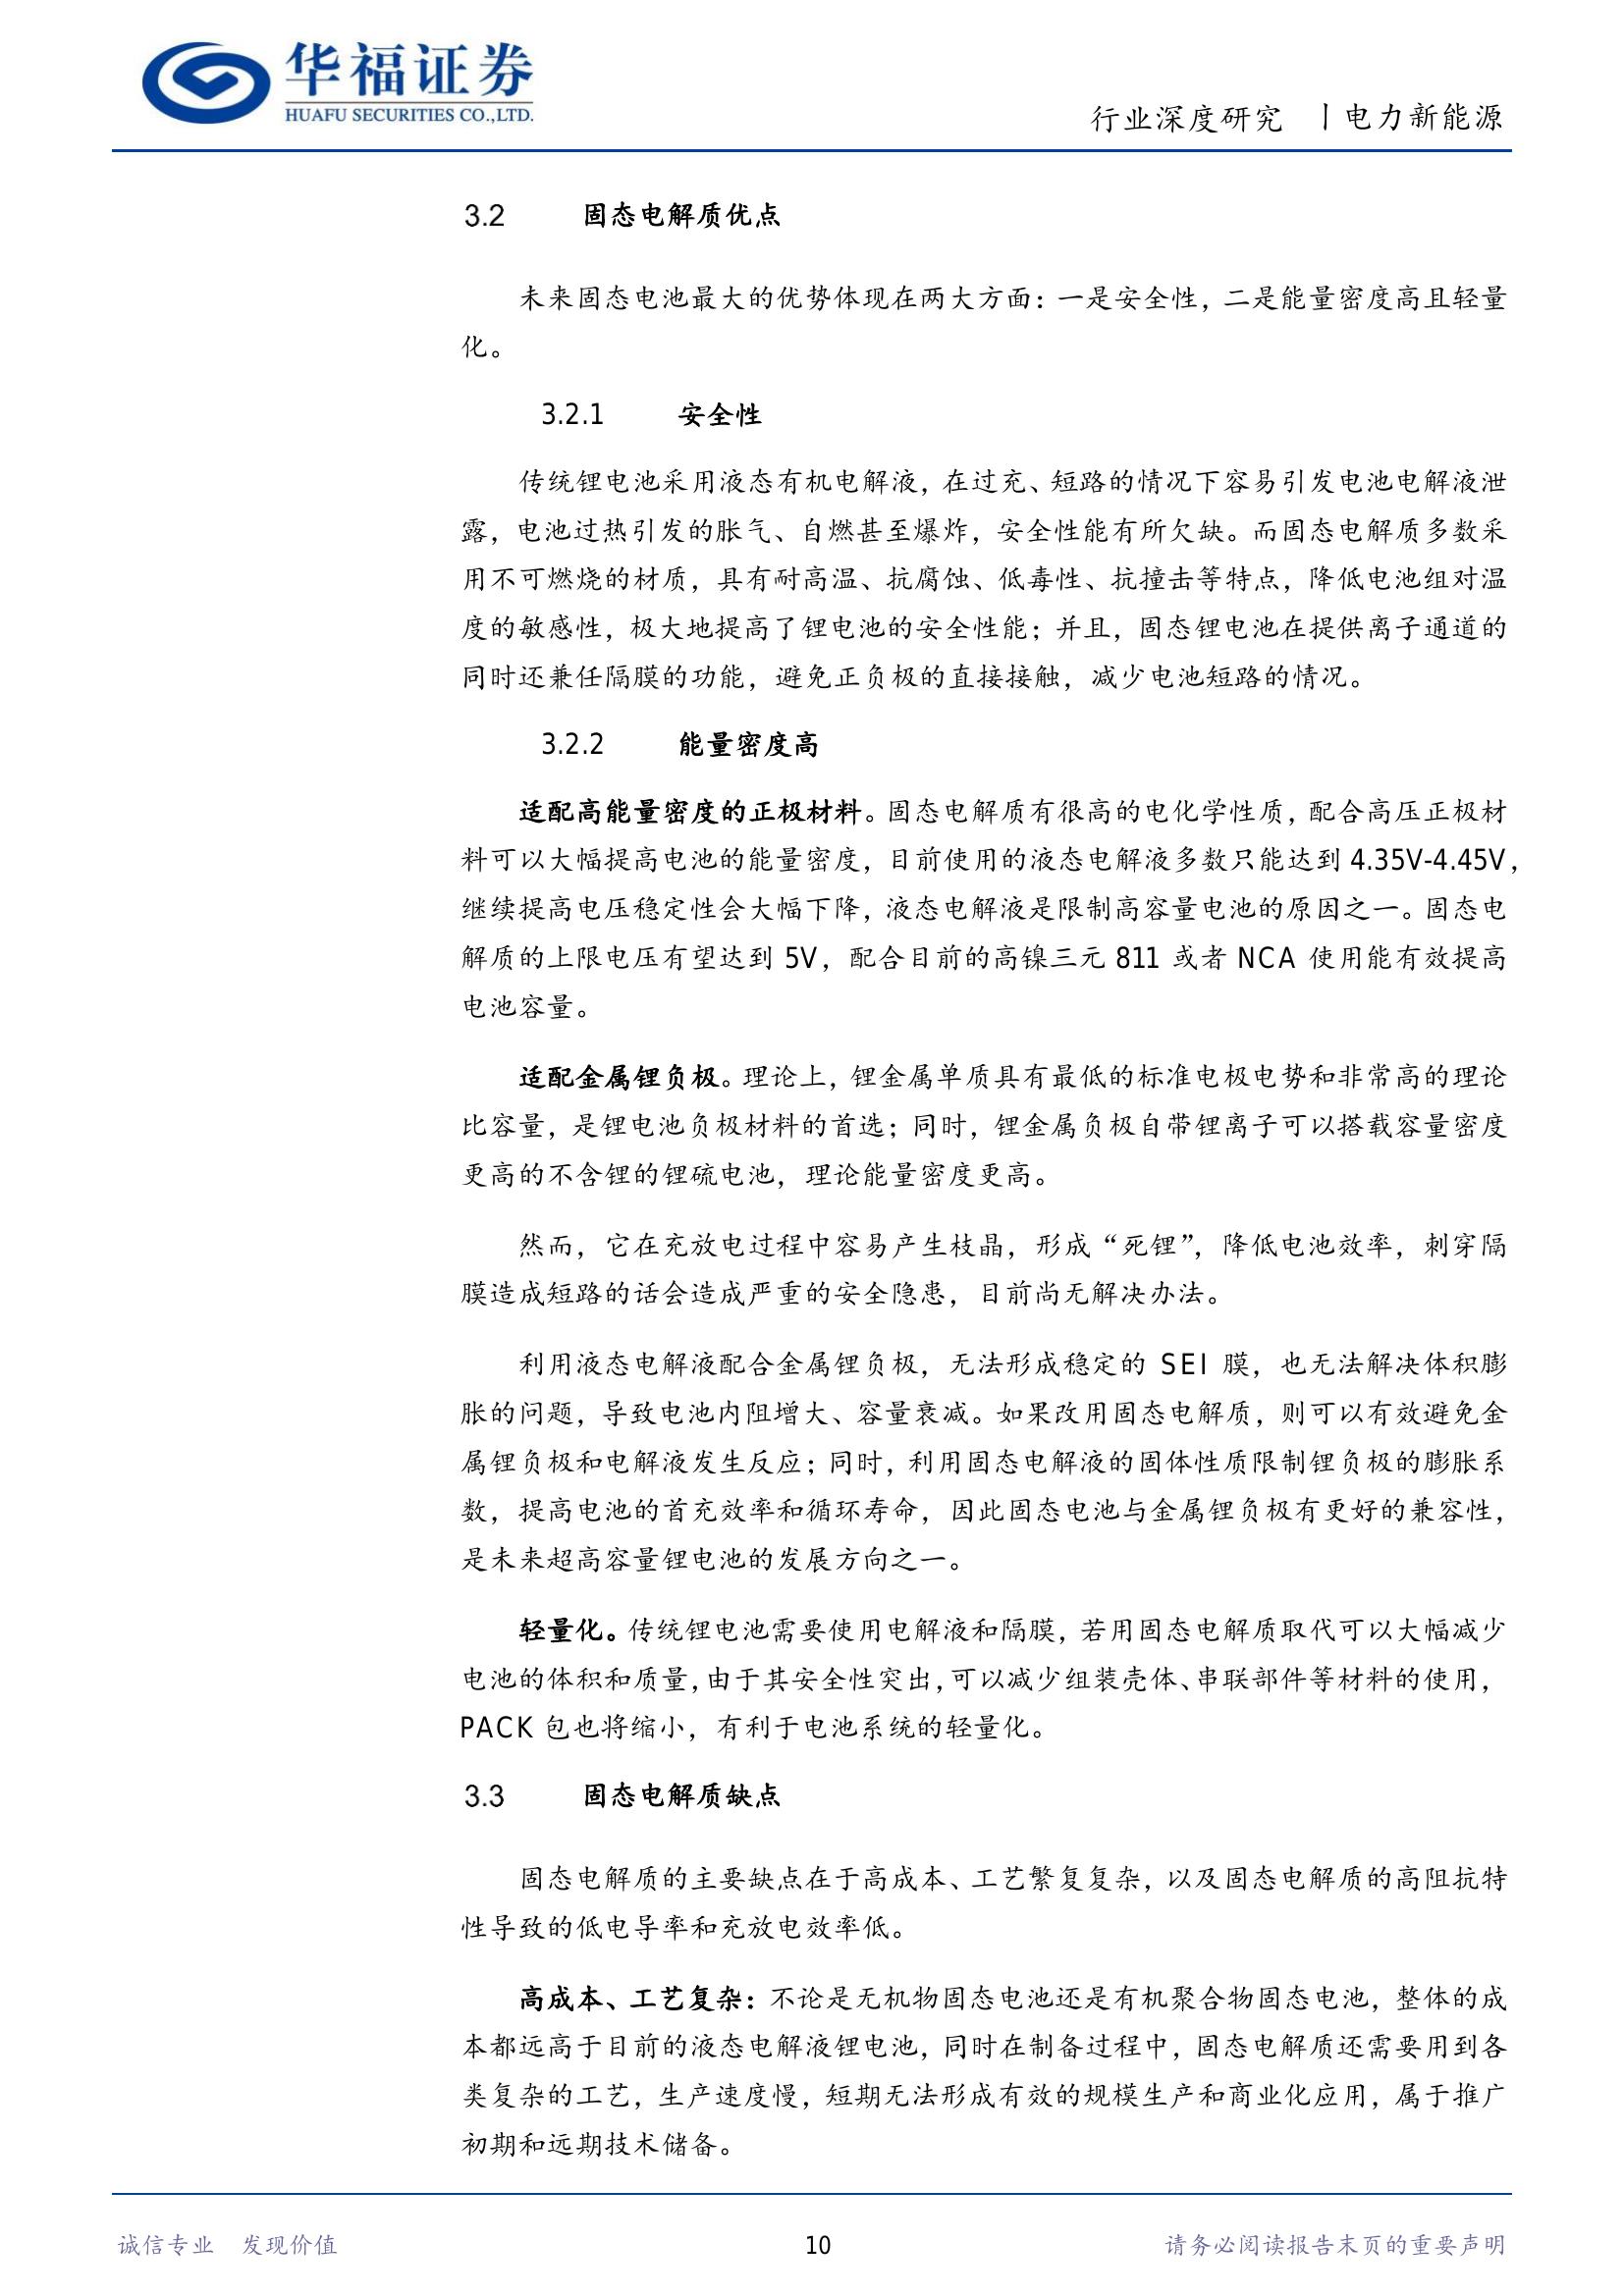 华福证券
HUAFU SECURITIES CO.,LTD.
行业深度研究 丨电力新能源
3.2 固态电解质优点
未来固态电池最大的优势体现在两大方面：一是安全性，二是能量密度高且轻量
化。
3.2.1 安全性
传统锂电池采用液态有机电解液，在过充、短路的情况下容易引发电池电解液泄
露，电池过热引发的胀气、自燃甚至爆炸，安全性能有所欠缺。而固态电解质多数采
用不可燃烧的材质，具有耐高温、抗腐蚀、低毒性、抗撞击等特点，降低电池组对温
度的敏感性，极大地提高了锂电池的安全性能；并且，固态锂电池在提供离子通道的
同时还兼任隔膜的功能，避免正负极的直接接触，减少电池短路的情况。
3.2.2 能量密度高
适配高能量密度的正极材料。固态电解质有很高的电化学性质，配合高压正极材
料可以大幅提高电池的能量密度，目前使用的液态电解液多数只能达到 4.35V-4.45V，
继续提高电压稳定性会大幅下降，液态电解液是限制高容量电池的原因之一。固态电
解质的上限电压有望达到 5V，配合目前的高镍三元 811 或者 NCA 使用能有效提高
电池容量。
适配金属锂负极。理论上，锂金属单质具有最低的标准电极电势和非常高的理论
比容量，是锂电池负极材料的首选；同时，锂金属负极自带锂离子可以搭载容量密度
更高的不含锂的锂硫电池，理论能量密度更高。
然而，它在充放电过程中容易产生枝晶，形成“死锂”，降低电池效率，刺穿隔
膜造成短路的话会造成严重的安全隐患，目前尚无解决办法。
利用液态电解液配合金属锂负极，无法形成稳定的 SEI 膜，也无法解决体积膨
胀的问题，导致电池内阻增大、容量衰减。如果改用固态电解质，则可以有效避免金
属锂负极和电解液发生反应；同时，利用固态电解液的固体性质限制锂负极的膨胀系
数，提高电池的首充效率和循环寿命，因此固态电池与金属锂负极有更好的兼容性，
是未来超高容量锂电池的发展方向之一。
轻量化。传统锂电池需要使用电解液和隔膜，若用固态电解质取代可以大幅减少
电池的体积和质量，由于其安全性突出，可以减少组装壳体、串联部件等材料的使用，
PACK 包也将缩小，有利于电池系统的轻量化。
3.3 固态电解质缺点
固态电解质的主要缺点在于高成本、工艺繁复复杂，以及固态电解质的高阻抗特
性导致的低电导率和充放电效率低。
高成本、工艺复杂：不论是无机物固态电池还是有机聚合物固态电池，整体的成
本都远高于目前的液态电解液锂电池，同时在制备过程中，固态电解质还需要用到各
类复杂的工艺，生产速度慢，短期无法形成有效的规模生产和商业化应用，属于推广
初期和远期技术储备。
诚信专业 发现价值 10 请务必阅读报告末页的重要声明